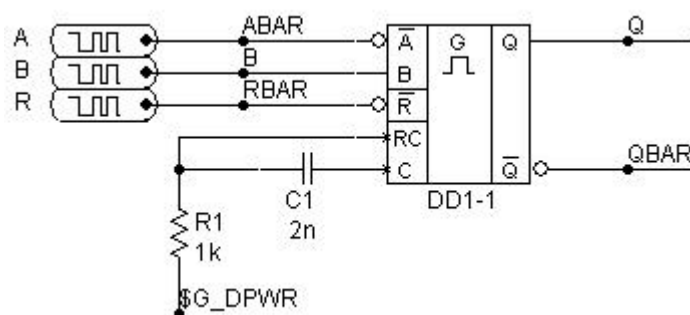 A ABAR A̅ G Q Q
B B B
R RBAR R̅
RC
C Q̅ QBAR
C1 DD1-1
2n
R1
1k
$G_DPWR